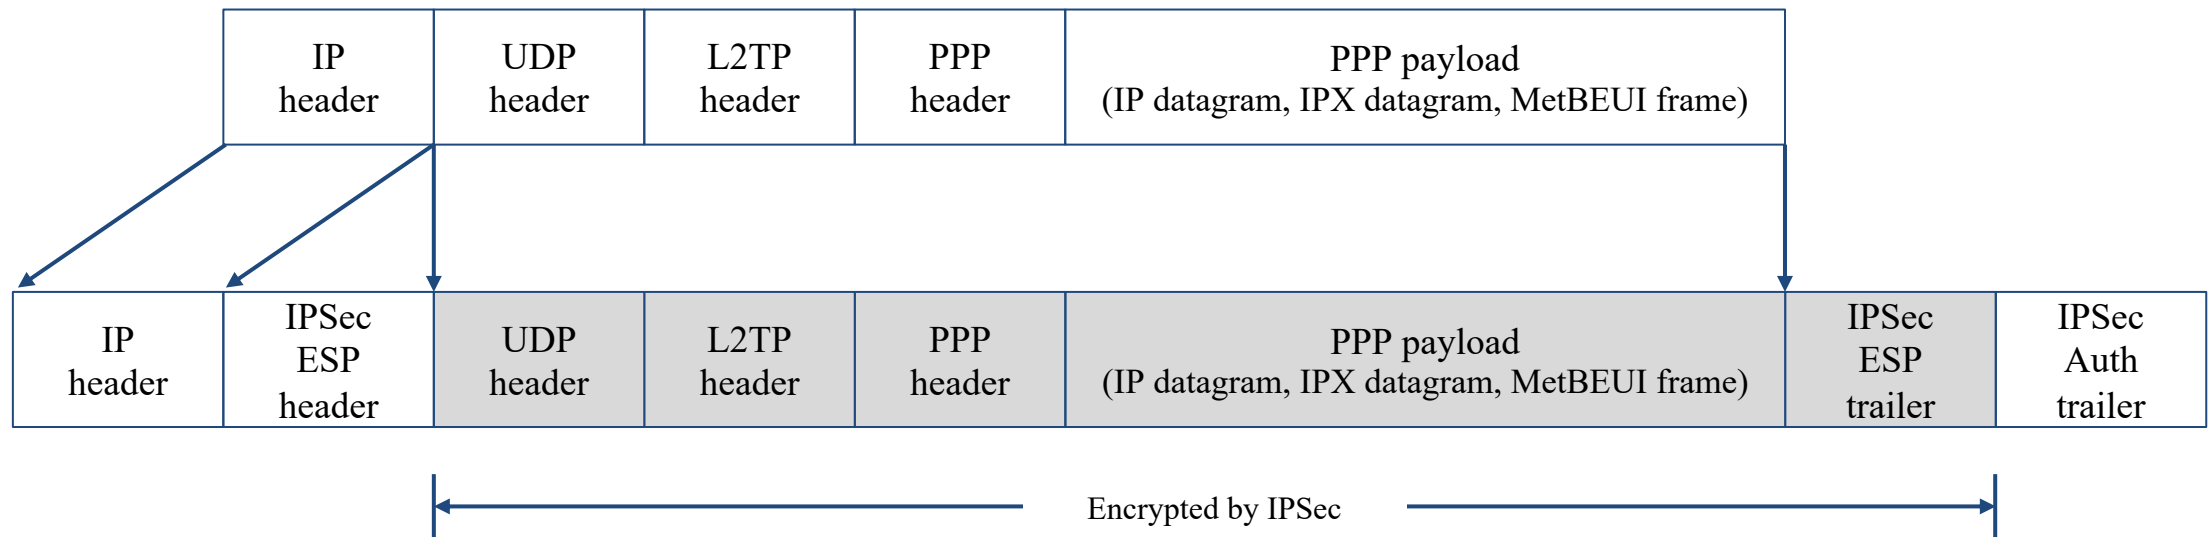 IP
header
UDP
header
L2TP
header
PPP
header
PPP payload
(IP datagram, IPX datagram, MetBEUI frame)
IP
header
IPSec
ESP
header
UDP
header
L2TP
header
PPP
header
PPP payload
(IP datagram, IPX datagram, MetBEUI frame)
IPSec
ESP
trailer
IPSec
Auth
trailer
Encrypted by IPSec